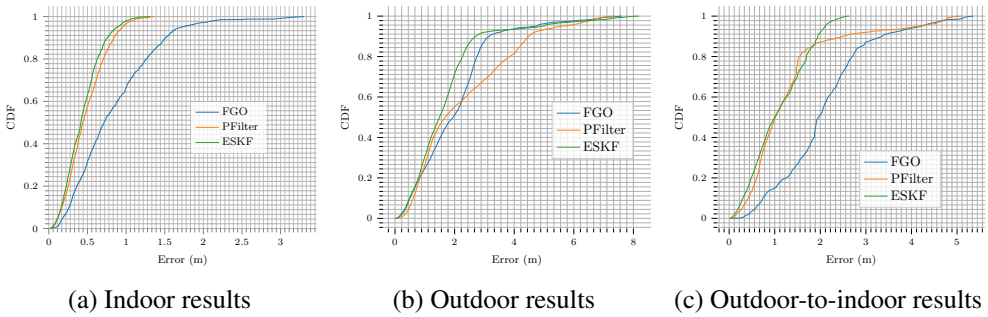 1
0.8
0.6
0.4
0.2
0
CDF
0 0.5 1 1.5 2 2.5 3
Error (m)
FGO
PFilter
ESKF
(a) Indoor results
1
0.8
0.6
0.4
0.2
0
CDF
0 2 4 6 8
Error (m)
FGO
PFilter
ESKF
(b) Outdoor results
1
0.8
0.6
0.4
0.2
0
CDF
0 1 2 3 4 5
Error (m)
FGO
PFilter
ESKF
(c) Outdoor-to-indoor results